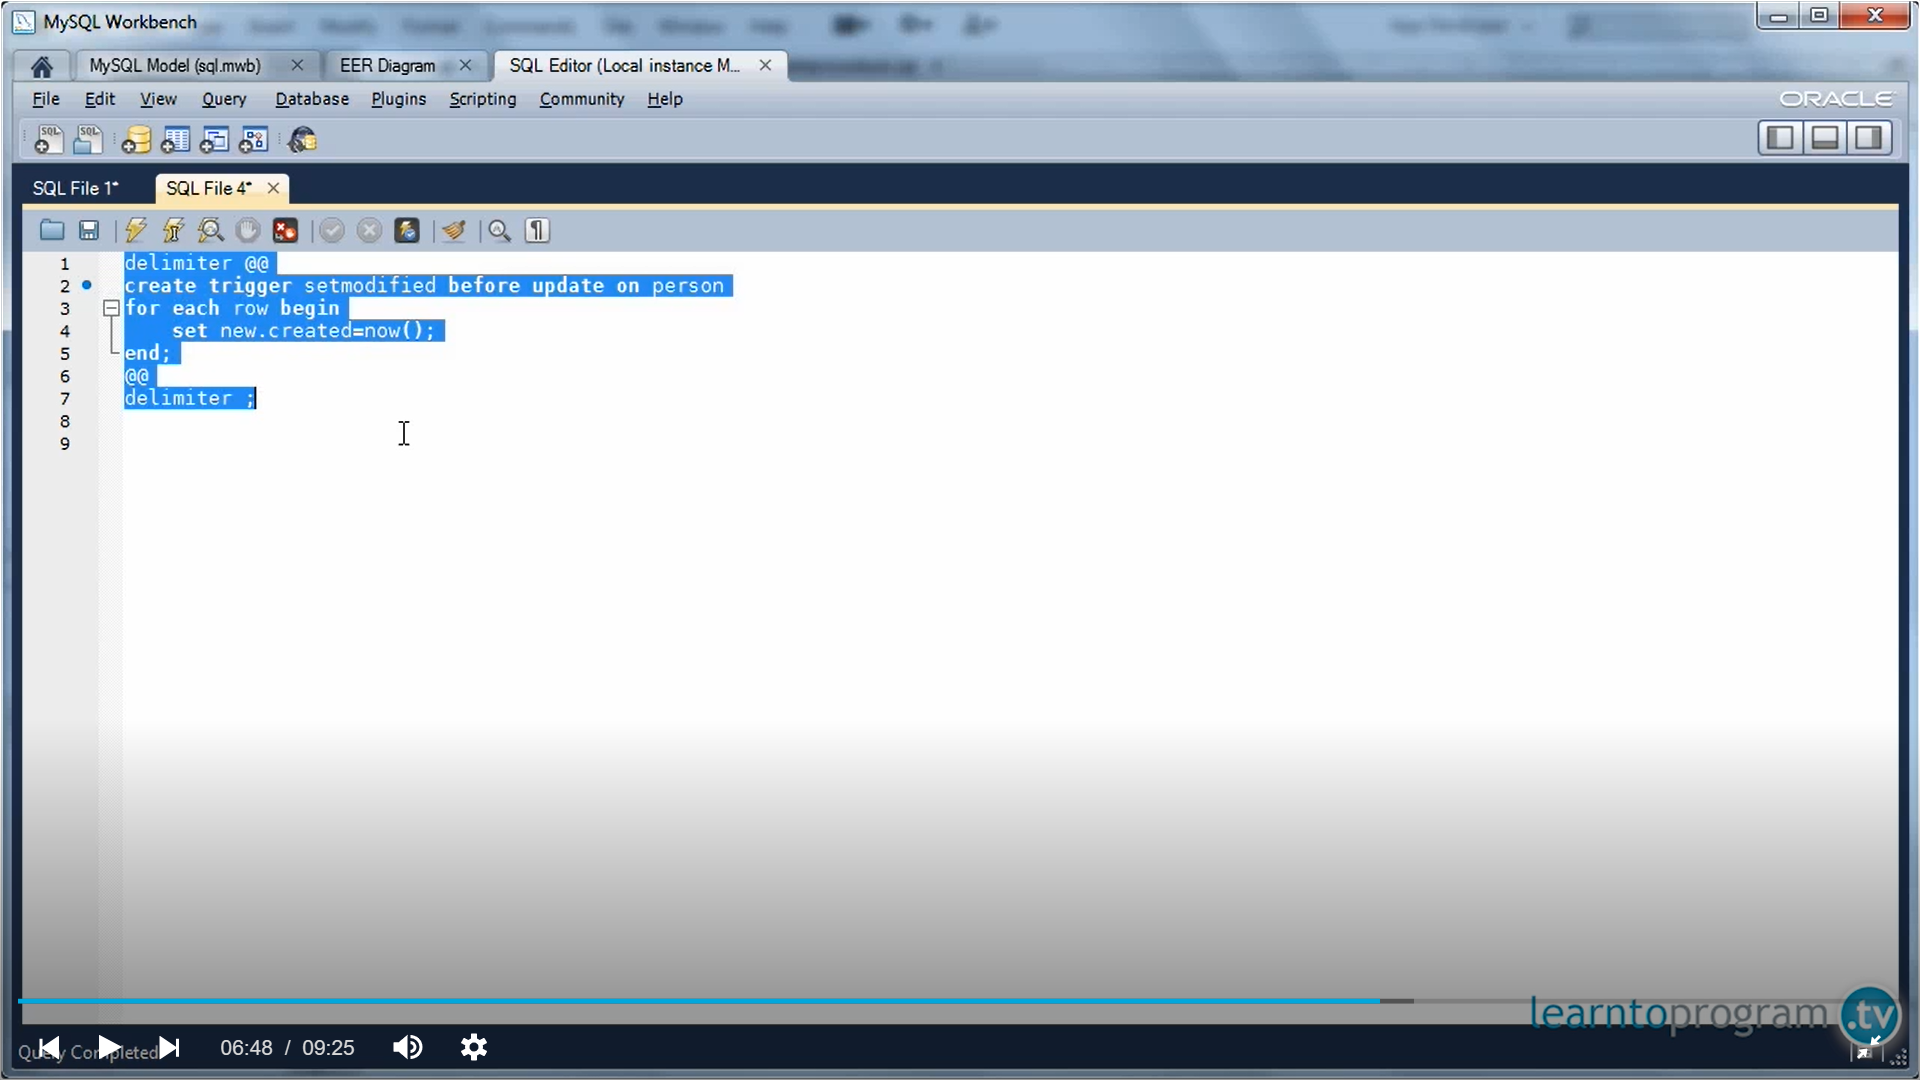 MySQL Workbench
MySQL Model (sql.mwb)
EER Diagram
SQL Editor (Local instance M...
File Edit View Query Database Plugins Scripting Community Help
ORACLE
SQL SQL
SQL File 1*
SQL File 4*
1 delimiter @@
2 create trigger setmodified before update on person
3 for each row begin
4 set new.created=now();
5 end;
6 @@
7 delimiter ;
8
9
learntoprogram.tv
Query Completed
06:48 / 09:25